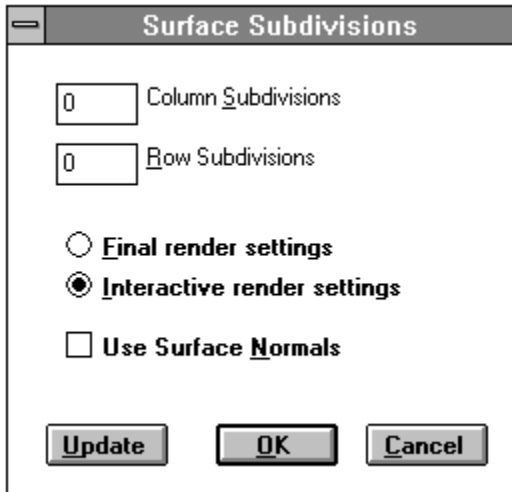 Surface Subdivisions
0 Column Subdivisions
0 Row Subdivisions
Final render settings
Interactive render settings
Use Surface Normals
Update OK Cancel